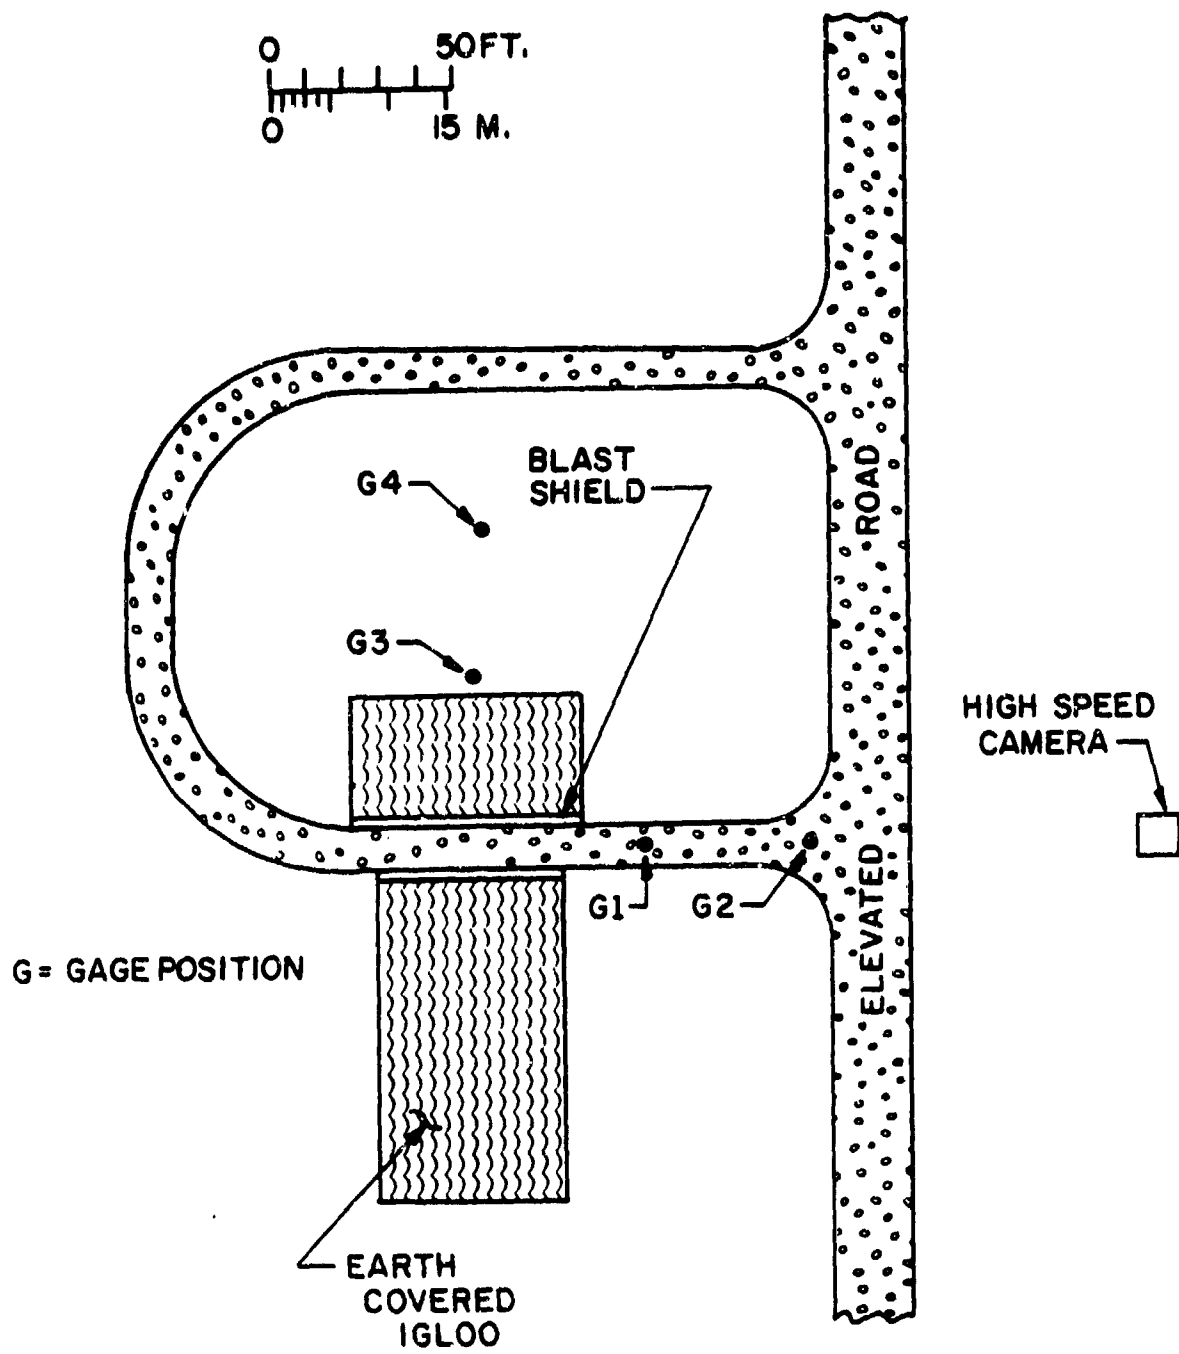 0 50FT.
0 15 M.
BLAST
SHIELD
G4
ROAD
G3
HIGH SPEED
CAMERA
G1 G2
ELEVATED
G= GAGE POSITION
EARTH
COVERED
IGLOO